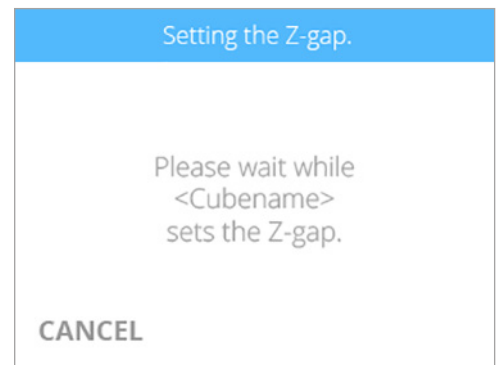 Setting the Z-gap.
Please wait while
<Cubename>
sets the Z-gap.
CANCEL